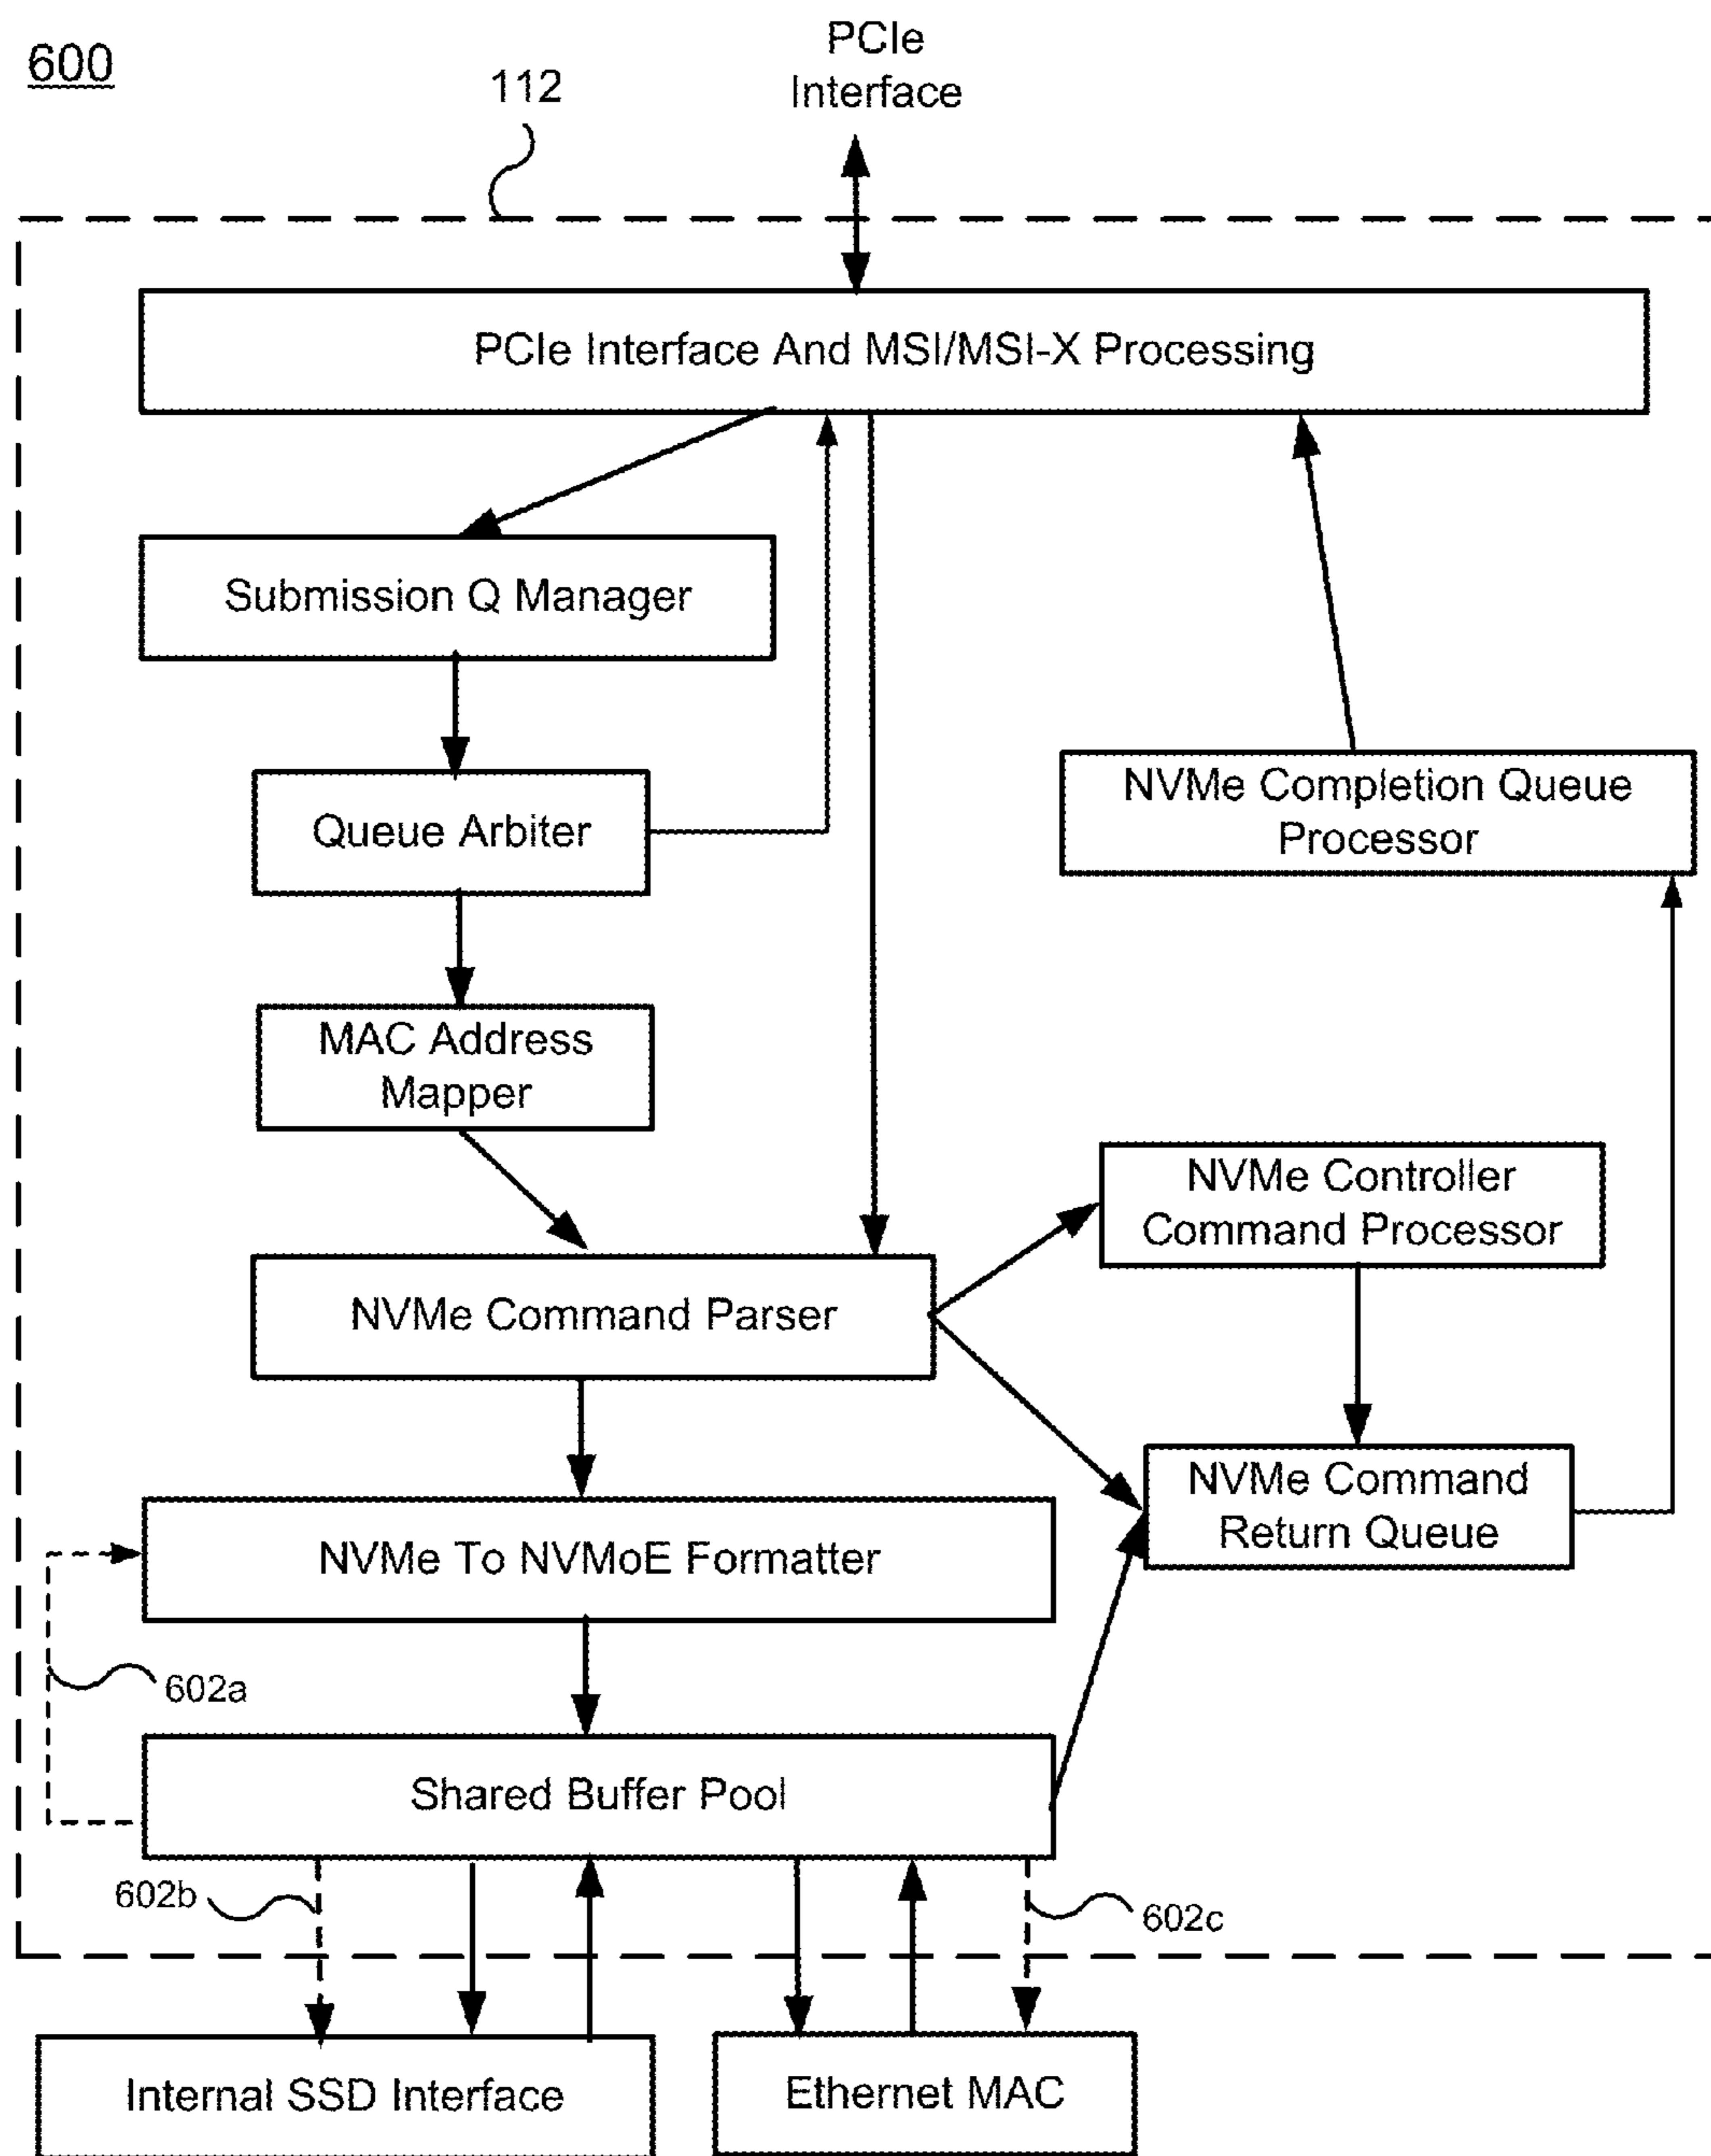 600
112
PCIe
Interface
PCIe Interface And MSI/MSI-X Processing
Submission Q Manager
Queue Arbiter
NVMe Completion Queue
Processor
MAC Address
Mapper
NVMe Controller
Command Processor
NVMe Command Parser
NVMe Command
Return Queue
NVMe To NVMoE Formatter
602a
Shared Buffer Pool
602b
602c
Internal SSD Interface
Ethernet MAC